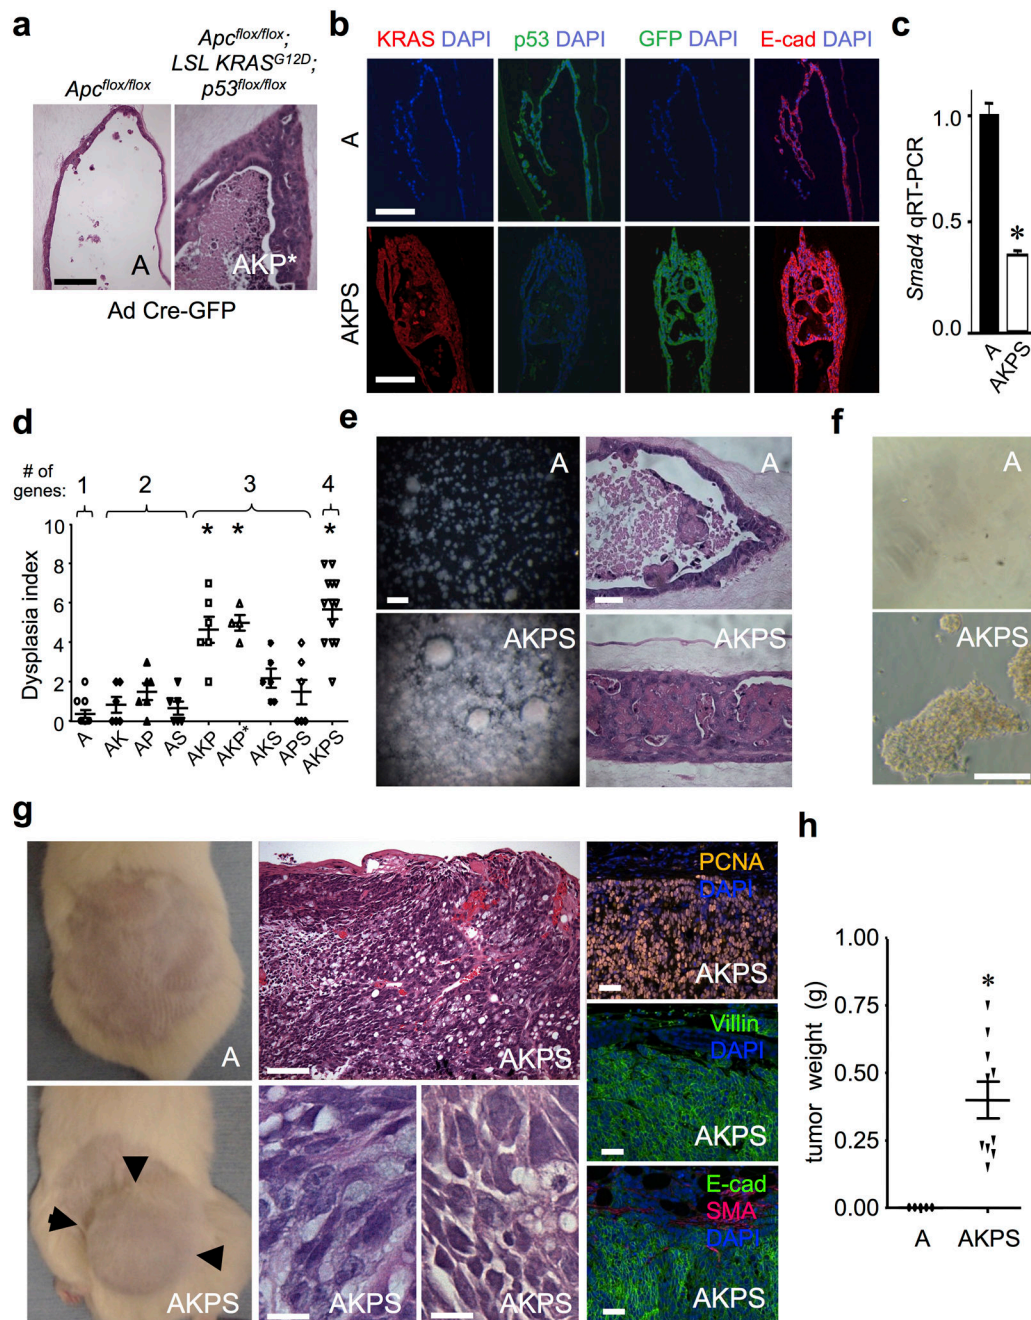 a
Apc^flox/flox
Apc^flox/flox;
LSL KRAS^G12D;
p53^flox/flox
A
AKP*
Ad Cre-GFP
b
KRAS DAPI
p53 DAPI
GFP DAPI
E-cad DAPI
A
AKPS
c
Smad4 qRT-PCR
1.0
0.5
0.0
*
A
AKPS
d
# of
genes:
1
2
3
4
Dysplasia index
10
8
6
4
2
0
*
*
*
A
AK
AP
AS
AKP
AKP*
AKS
APS
AKPS
e
A
A
AKPS
AKPS
f
A
AKPS
g
A
AKPS
AKPS
AKPS
AKPS
PCNA
DAPI
AKPS
Villin
DAPI
AKPS
E-cad
SMA
DAPI
AKPS
h
tumor weight (g)
1.00
0.75
0.50
0.25
0.00
*
A
AKPS